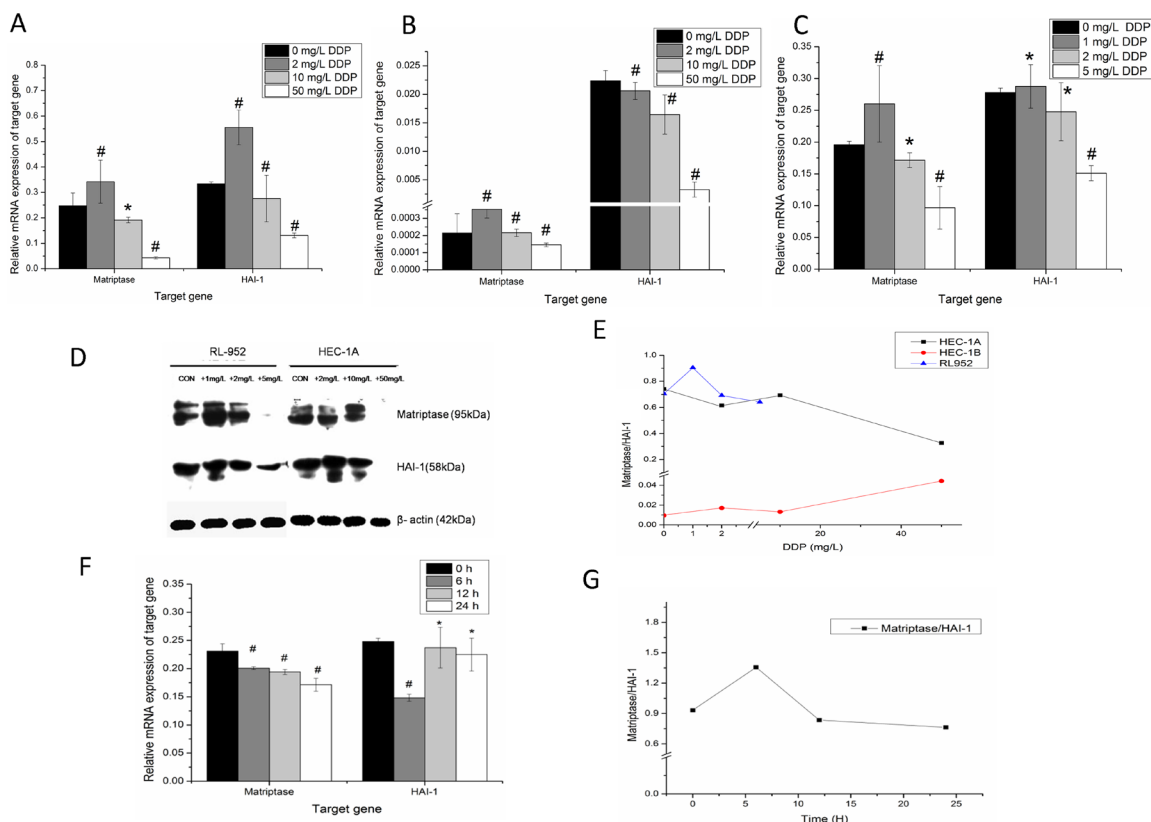 A
Relative mRNA expression of target gene
0.8
0.7
0.6
0.5
0.4
0.3
0.2
0.1
0.0
0 mg/L DDP
2 mg/L DDP
10 mg/L DDP
50 mg/L DDP
# # * # # # #
Matriptase HAI-1
Target gene
B
Relative mRNA expression of target gene
0.025
0.020
0.015
0.010
0.005
0.0003
0.0002
0.0001
0.0000
0 mg/L DDP
2 mg/L DDP
10 mg/L DDP
50 mg/L DDP
# # # # # #
Matriptase HAI-1
Target gene
C
Relative mRNA expression of target gene
0.35
0.30
0.25
0.20
0.15
0.10
0.05
0.00
0 mg/L DDP
1 mg/L DDP
2 mg/L DDP
5 mg/L DDP
# * # * * #
Matriptase HAI-1
Target gene
D
RL-952 HEC-1A
CON +1mg/L +2mg/L +5mg/L CON +2mg/L +10mg/L +50mg/L
Matriptase (95kDa)
HAI-1(58kDa)
β- actin (42kDa)
E
HEC-1A
HEC-1B
RL952
Matriptase/HAI-1
1.0
0.8
0.6
0.4
0.2
0.04
0.02
0.00
0 1 2 20 40
DDP (mg/L)
F
Relative mRNA expression of target gene
0.35
0.30
0.25
0.20
0.15
0.10
0.05
0.00
0 h
6 h
12 h
24 h
# # # # * *
Matriptase HAI-1
Target gene
G
Matriptase/HAI-1
Matriptase/HAI-1
1.8
1.5
1.2
0.9
0.6
0.0
0 5 10 15 20 25
Time (H)